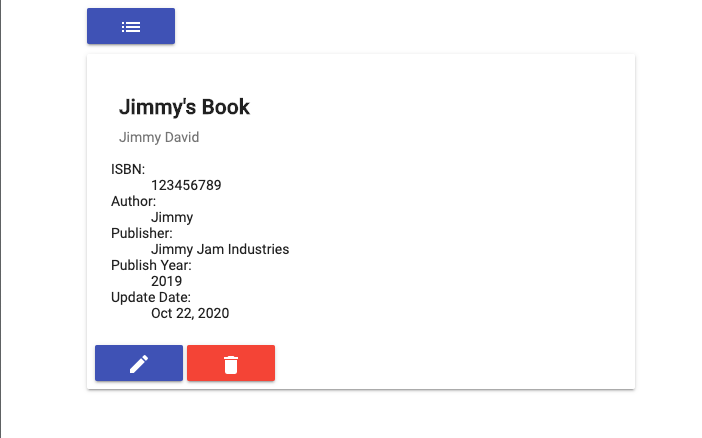 Jimmy's Book
Jimmy David
ISBN:
123456789
Author:
Jimmy
Publisher:
Jimmy Jam Industries
Publish Year:
2019
Update Date:
Oct 22, 2020